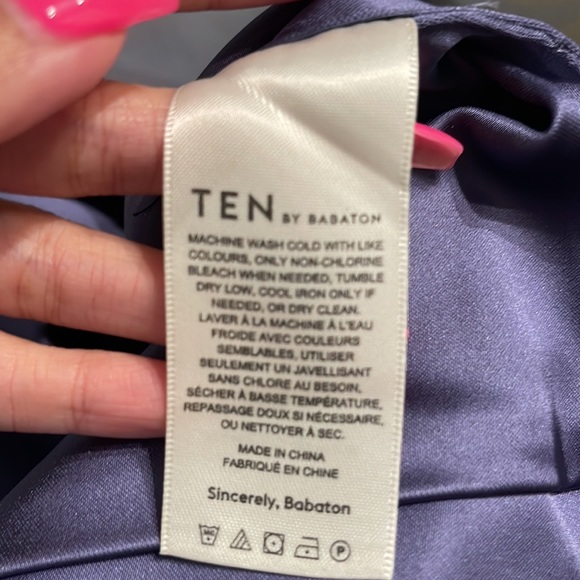 TEN BY BABATON
MACHINE WASH COLD WITH LIKE
COLOURS, ONLY NON-CHLORINE
BLEACH WHEN NEEDED, TUMBLE
DRY LOW, COOL IRON ONLY IF
NEEDED, OR DRY CLEAN.
LAVER À LA MACHINE À L'EAU
FROIDE AVEC COULEURS
SEMBLABLES, UTILISER
SEULEMENT UN JAVELLISANT
SANS CHLORE AU BESOIN,
SÉCHER À BASSE TEMPÉRATURE,
REPASSAGE DOUX SI NÉCESSAIRE,
OU NETTOYER À SEC.
MADE IN CHINA
FABRIQUÉ EN CHINE
Sincerely, Babaton
P